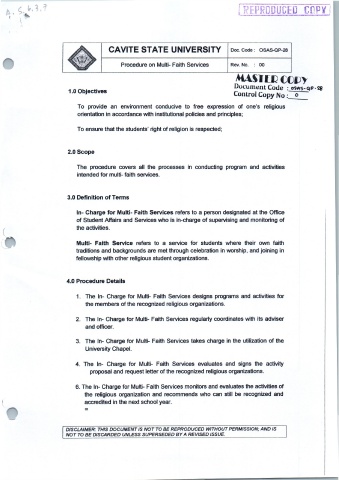 A. S. 6.7.7
REPRODUCED COPY
CAVITE STATE UNIVERSITY
Doc. Code : OSAS-QP-28
Procedure on Multi- Faith Services
Rev. No. : 00
MASTER COPY
Document Code : OSAS-QP-28
Control Copy No : 0
1.0 Objectives
To provide an environment conducive to free expression of one's religious
orientation in accordance with institutional policies and principles;
To ensure that the students' right of religion is respected;
2.0 Scope
The procedure covers all the processes in conducting program and activities
intended for multi- faith services.
3.0 Definition of Terms
In- Charge for Multi- Faith Services refers to a person designated at the Office
of Student Affairs and Services who is in-charge of supervising and monitoring of
the activities.
Multi- Faith Service refers to a service for students where their own faith
traditions and backgrounds are met through celebration in worship, and joining in
fellowship with other religious student organizations.
4.0 Procedure Details
1. The In- Charge for Multi- Faith Services designs programs and activities for
the members of the recognized religious organizations.
2. The In- Charge for Multi- Faith Services regularly coordinates with its adviser
and officer.
3. The In- Charge for Multi- Faith Services takes charge in the utilization of the
University Chapel.
4. The In- Charge for Multi- Faith Services evaluates and signs the activity
proposal and request letter of the recognized religious organizations.
6. The In- Charge for Multi- Faith Services monitors and evaluates the activities of
the religious organization and recommends who can still be recognized and
accredited in the next school year.
DISCLAIMER: THIS DOCUMENT IS NOT TO BE REPRODUCED WITHOUT PERMISSION; AND IS
NOT TO BE DISCARDED UNLESS SUPERSEDED BY A REVISED ISSUE.